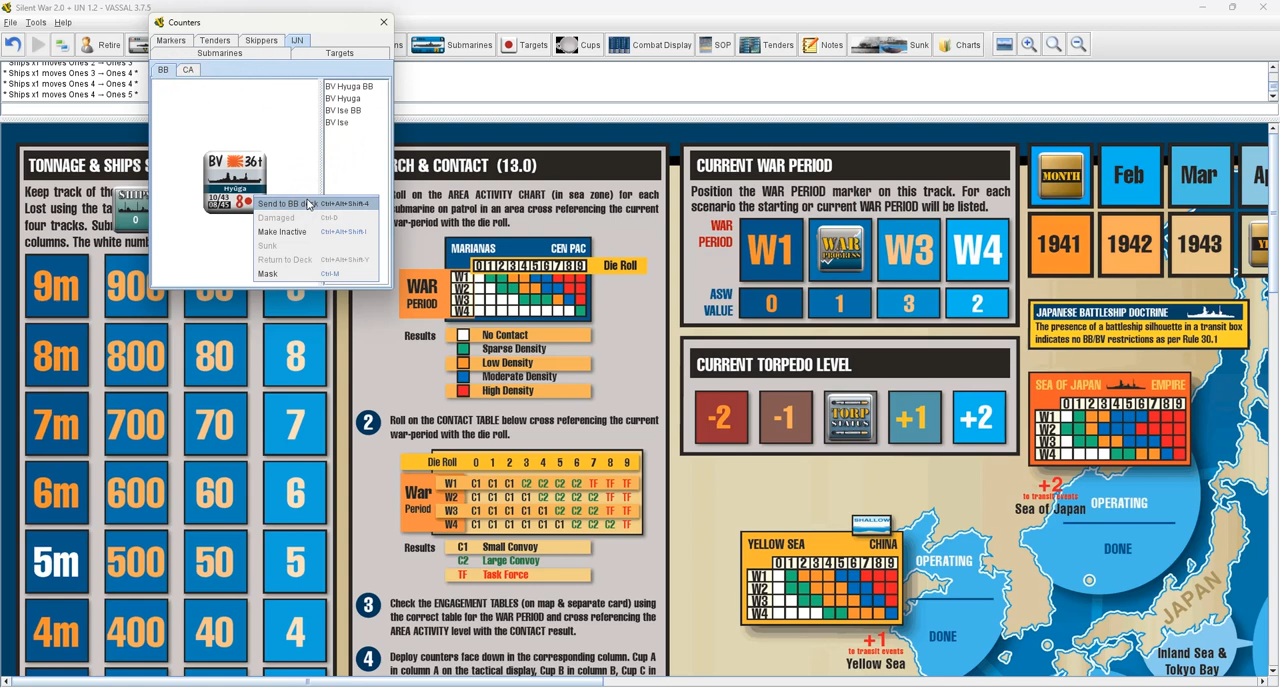 Silent War 2.0 + IJN 1.2 - VASSAL 3.7.5
File Tools Help
Counters
Markers Tenders Skippers IJN
Submarines Targets
BB CA
BV Hyuga BB
BV Hyuga
BV Ise BB
BV Ise
BV 36t
Hyūga
10/43
08/45 8
Send to BB Ctrl+Alt+Shift-4
Damaged Ctrl-D
Make Inactive Ctrl+Alt+Shift-I
Sunk
Return to Deck Ctrl+Alt+Shift-Y
Mask Ctrl-M
Retire
Submarines Targets Cups Combat Display SOP Tenders Notes Sunk Charts
* Ships x1 moves Ones 3 → Ones 4 *
* Ships x1 moves Ones 4 → Ones 4 *
* Ships x1 moves Ones 4 → Ones 5 *
TONNAGE & SHIPS
Keep track of the
Lost using the ta
four tracks. Sub
columns. The white num
SHIPS
0
9m
8m 800 80 8
7m 700 70 7
6m 600 60 6
5m 500 50 5
4m 400 40 4
RCH & CONTACT (13.0)
oll on the AREA ACTIVITY CHART (in sea zone) for each
ubmarine on patrol in an area cross referencing the current
war-period with the die roll.
MARIANAS CEN PAC
0 1 2 3 4 5 6 7 8 9 Die Roll
WAR
PERIOD
W1
W2
W3
W4
Results
No Contact
Sparse Density
Low Density
Moderate Density
High Density
2 Roll on the CONTACT TABLE below cross referencing the current
war-period with the die roll.
Die Roll 0 1 2 3 4 5 6 7 8 9
War
Period
W1 C1 C1 C1 C2 C2 C2 C2 TF TF TF
W2 C1 C1 C1 C1 C2 C2 C2 C2 TF TF
W3 C1 C1 C1 C1 C1 C2 C2 C2 TF TF
W4 C1 C1 C1 C1 C1 C1 C2 C2 C2 TF
Results
C1 Small Convoy
C2 Large Convoy
TF Task Force
3 Check the ENGAGEMENT TABLES (on map & separate card) using
the correct table for the WAR PERIOD and cross referencing the
AREA ACTIVITY level with the CONTACT result.
4 Deploy counters face down in the corresponding column. Cup A
in column A on the tactical display, Cup B in column B, Cup C in
CURRENT WAR PERIOD
Position the WAR PERIOD marker on this track. For each
scenario the starting or current WAR PERIOD will be listed.
WAR
PERIOD
W1 WAR PROGRESS W3 W4
ASW
VALUE
0 1 3 2
CURRENT TORPEDO LEVEL
-2 -1 TORP STATUS +1 +2
MONTH Feb Mar
1941 1942 1943
JAPANESE BATTLESHIP DOCTRINE
The presence of a battleship silhouette in a transit box
indicates no BB/BV restrictions as per Rule 30.1
SEA OF JAPAN EMPIRE
0 1 2 3 4 5 6 7 8 9
W1
W2
W3
W4
+2
to transit events
Sea of Japan
OPERATING
DONE
SHALLOW
YELLOW SEA CHINA
0 1 2 3 4 5 6 7 8 9
W1
W2
W3
W4
+1
to transit events
Yellow Sea
OPERATING
DONE
JAPAN
Inland Sea &
Tokyo Bay